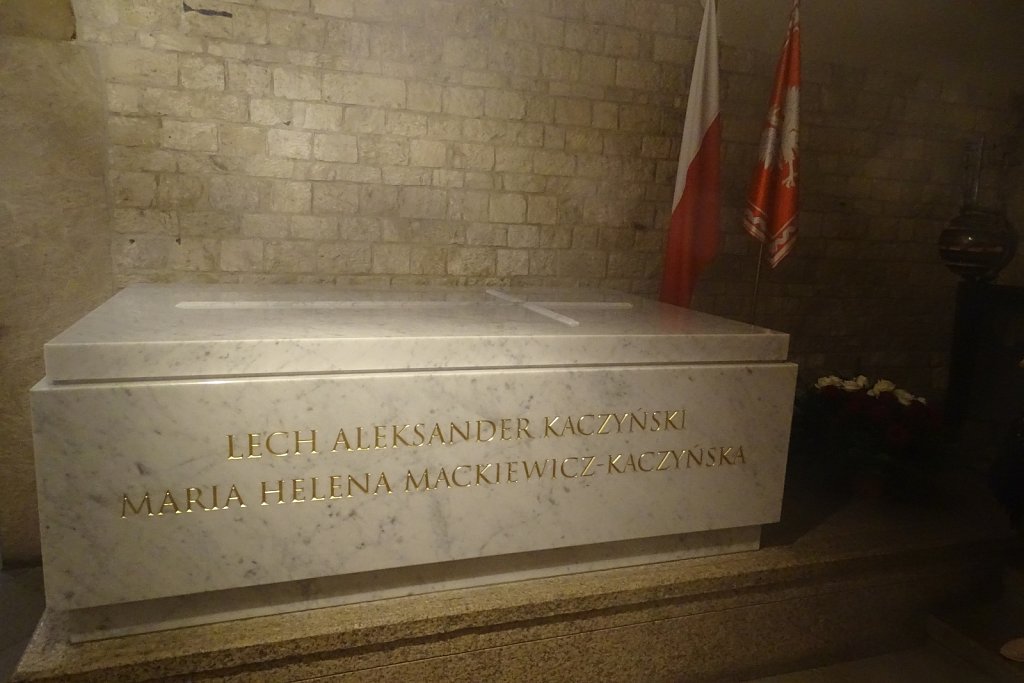 LECH ALEKSANDER KACZYŃSKI
MARIA HELENA MACKIEWICZ-KACZYŃSKA